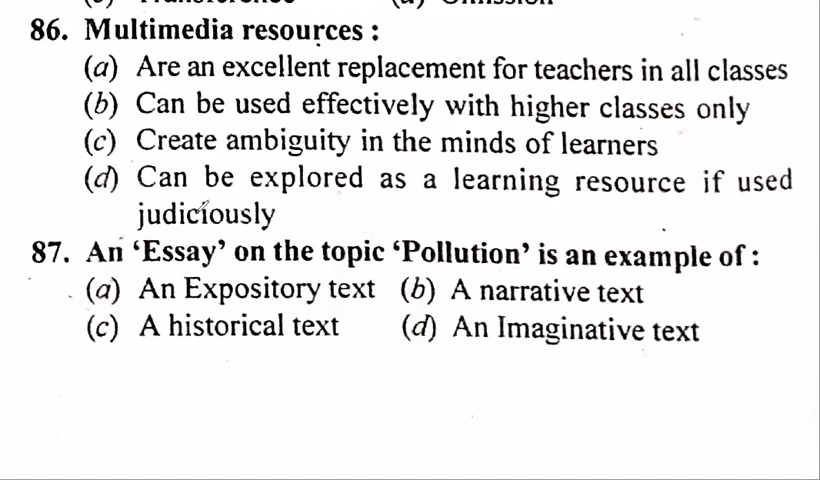 86. Multimedia resources :
(a) Are an excellent replacement for teachers in all classes
(b) Can be used effectively with higher classes only
(c) Create ambiguity in the minds of learners
(d) Can be explored as a learning resource if used
judiciously
87. An ‘Essay’ on the topic ‘Pollution’ is an example of :
(a) An Expository text (b) A narrative text
(c) A historical text (d) An Imaginative text